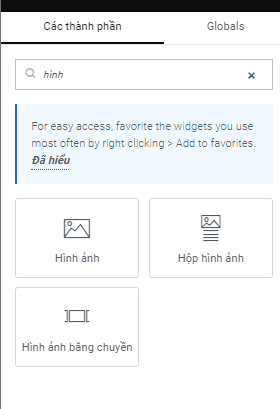 Các thành phần
Globals
hình
For easy access, favorite the widgets you use
most often by right clicking > Add to favorites.
Đã hiểu
Hình ảnh
Hộp hình ảnh
Hình ảnh băng chuyền